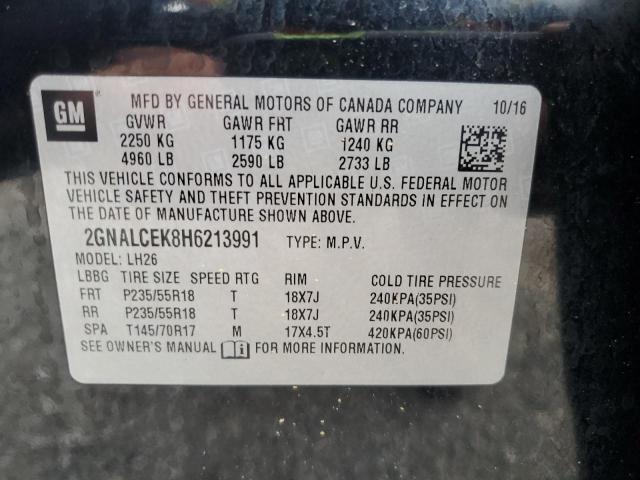 GM MFD BY GENERAL MOTORS OF CANADA COMPANY 10/16
GVWR GAWR FRT GAWR RR
2250 KG 1175 KG 1240 KG
4960 LB 2590 LB 2733 LB
THIS VEHICLE CONFORMS TO ALL APPLICABLE U.S. FEDERAL MOTOR
VEHICLE SAFETY AND THEFT PREVENTION STANDARDS IN EFFECT ON
THE DATE OF MANUFACTURE SHOWN ABOVE.
2GNALCEK8H6213991 TYPE: M.P.V.
MODEL: LH26
LBBG TIRE SIZE SPEED RTG RIM COLD TIRE PRESSURE
FRT P235/55R18 T 18X7J 240KPA(35PSI)
RR P235/55R18 T 18X7J 240KPA(35PSI)
SPA T145/70R17 M 17X4.5T 420KPA(60PSI)
SEE OWNER'S MANUAL i FOR MORE INFORMATION.